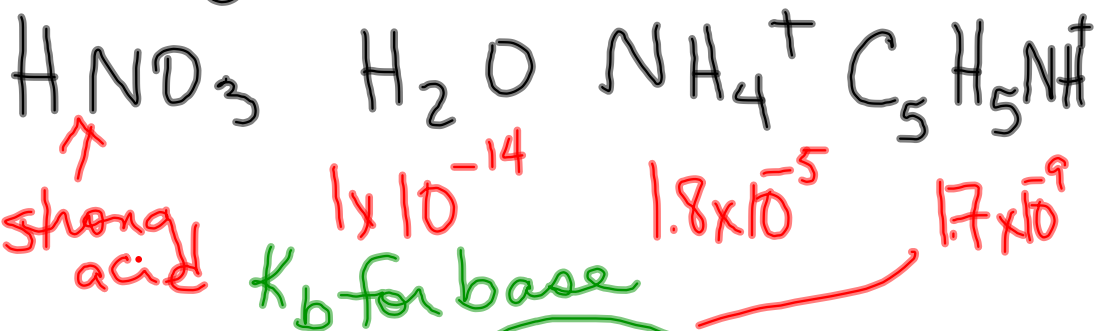 HNO₃ H₂O NH₄⁺ C₅H₅NH⁺
strong acid 1x10⁻¹⁴ 1.8x10⁻⁵ 1.7x10⁻⁹
Kb for base